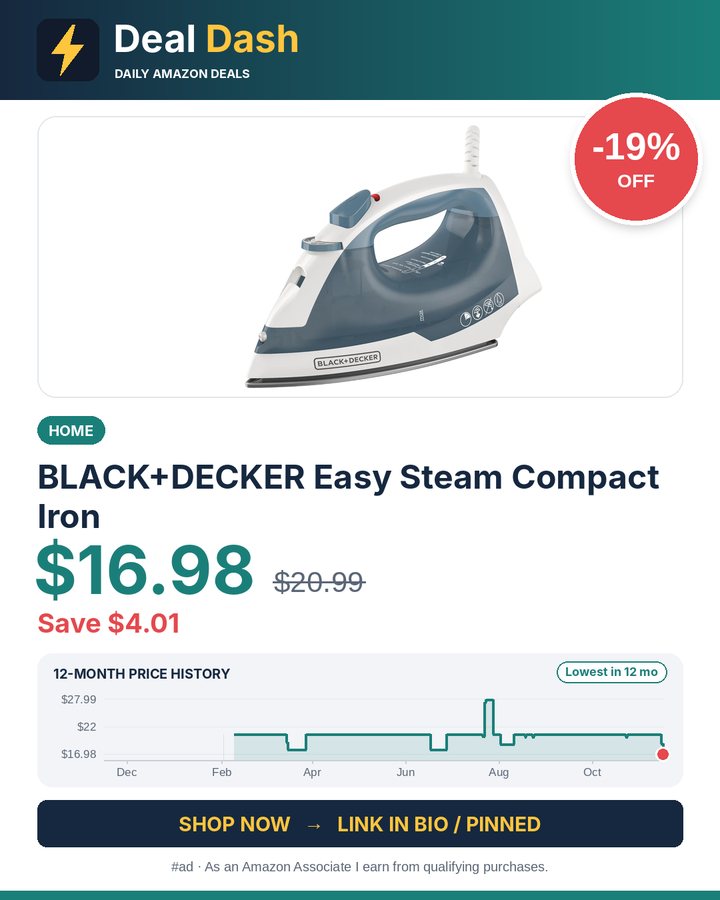 Deal Dash
DAILY AMAZON DEALS
-19%
OFF
BLACK+DECKER
HOME
BLACK+DECKER Easy Steam Compact
Iron
$16.98 $20.99
Save $4.01
12-MONTH PRICE HISTORY
Lowest in 12 mo
$27.99
$22
$16.98
Dec Feb Apr Jun Aug Oct
SHOP NOW → LINK IN BIO / PINNED
#ad · As an Amazon Associate I earn from qualifying purchases.